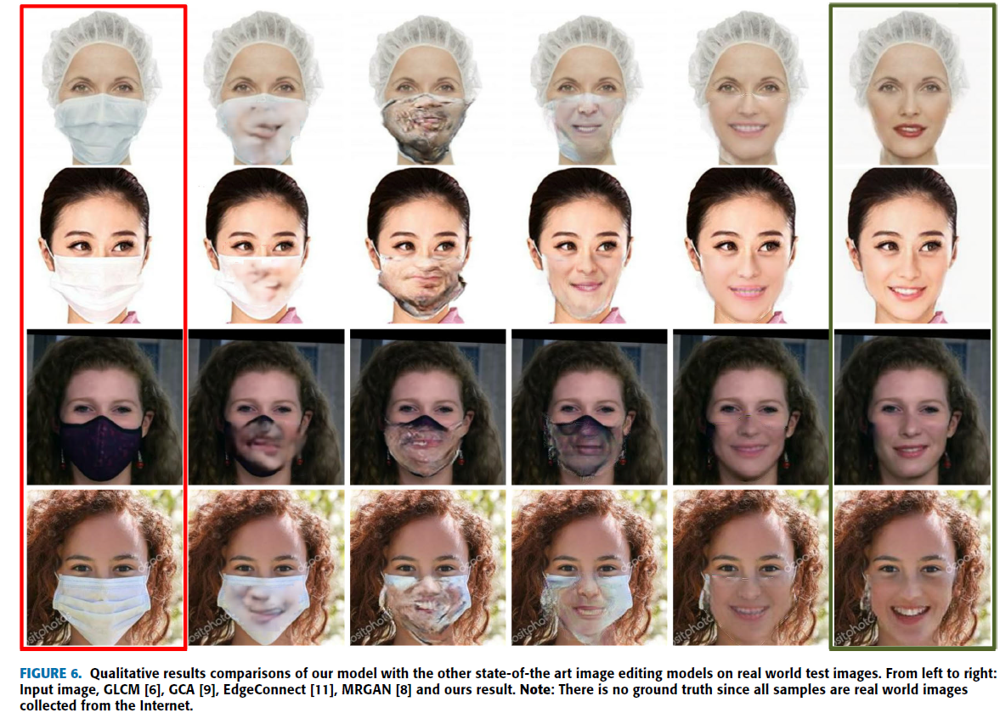 FIGURE 6. Qualitative results comparisons of our model with the other state-of-the art image editing models on real world test images. From left to right:
Input image, GLCM [6], GCA [9], EdgeConnect [11], MRGAN [8] and ours result. Note: There is no ground truth since all samples are real world images
collected from the Internet.